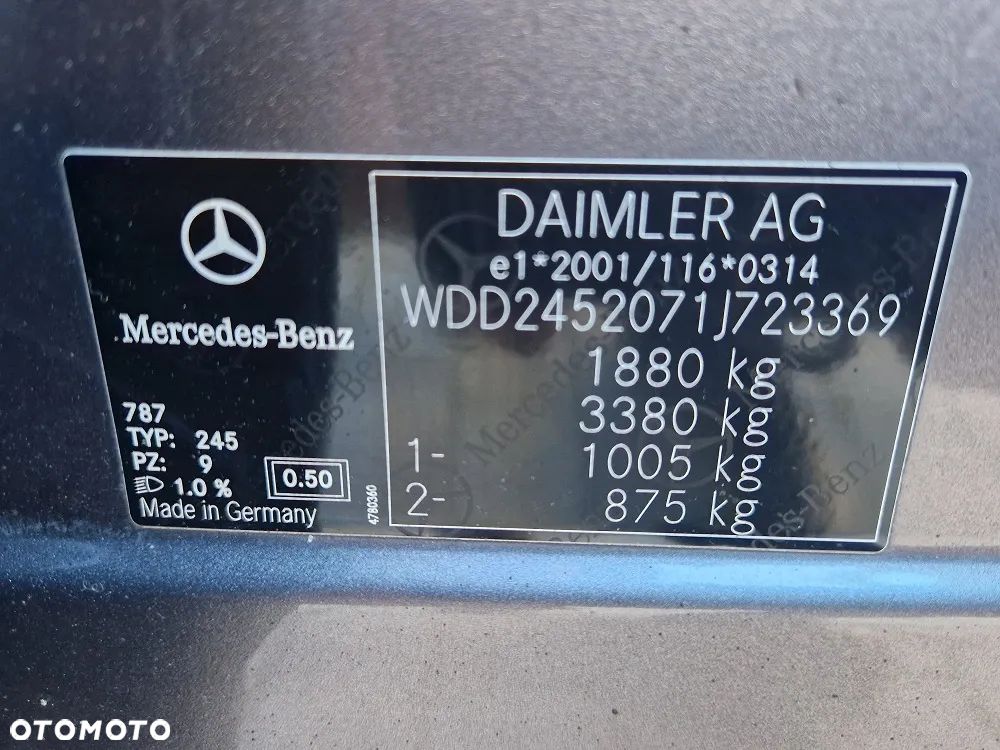 Mercedes-Benz
787
TYP: 245
PZ: 9
1.0 %
0.50
Made in Germany
4780360
DAIMLER AG
e1*2001/116*0314
WDD2452071J723369
1880 kg
3380 kg
1- 1005 kg
2- 875 kg
OTOMOTO